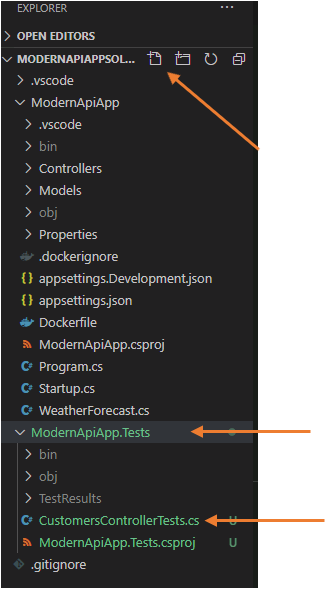 EXPLORER
OPEN EDITORS
MODERNAPIAPPSOL...
.vscode
ModernApiApp
.vscode
bin
Controllers
Models
obj
Properties
.dockerignore
appsettings.Development.json
appsettings.json
Dockerfile
ModernApiApp.csproj
C# Program.cs
C# Startup.cs
C# WeatherForecast.cs
ModernApiApp.Tests
bin
obj
TestResults
C# CustomersControllerTests.cs U
ModernApiApp.Tests.csproj U
.gitignore